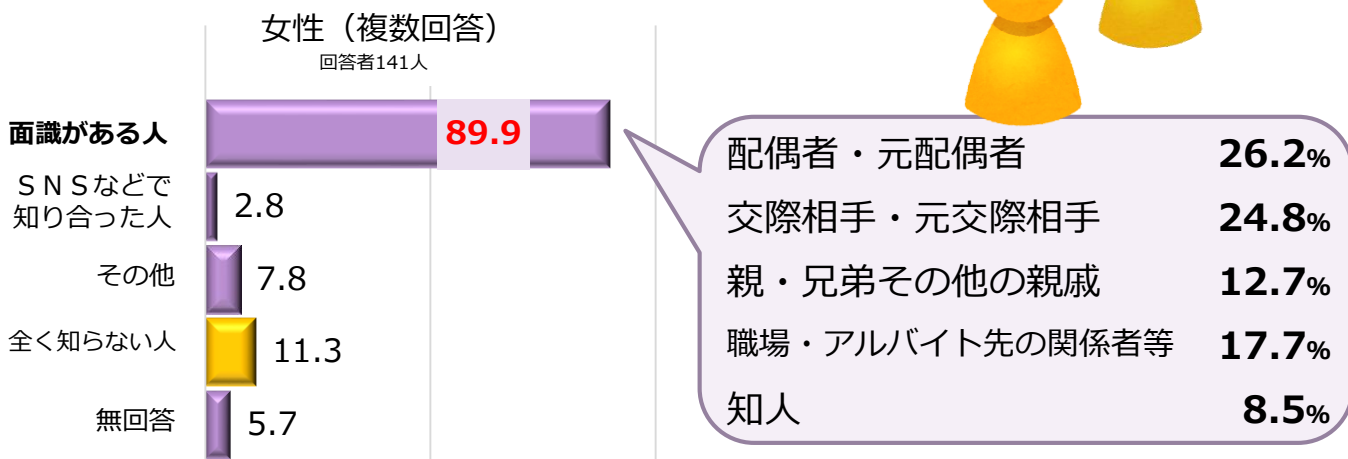 女性（複数回答）
回答者141人
面識がある人
89.9
ＳＮＳなどで
知り合った人
2.8
その他
7.8
全く知らない人
11.3
無回答
5.7
配偶者・元配偶者 26.2%
交際相手・元交際相手 24.8%
親・兄弟その他の親戚 12.7%
職場・アルバイト先の関係者等 17.7%
知人 8.5%